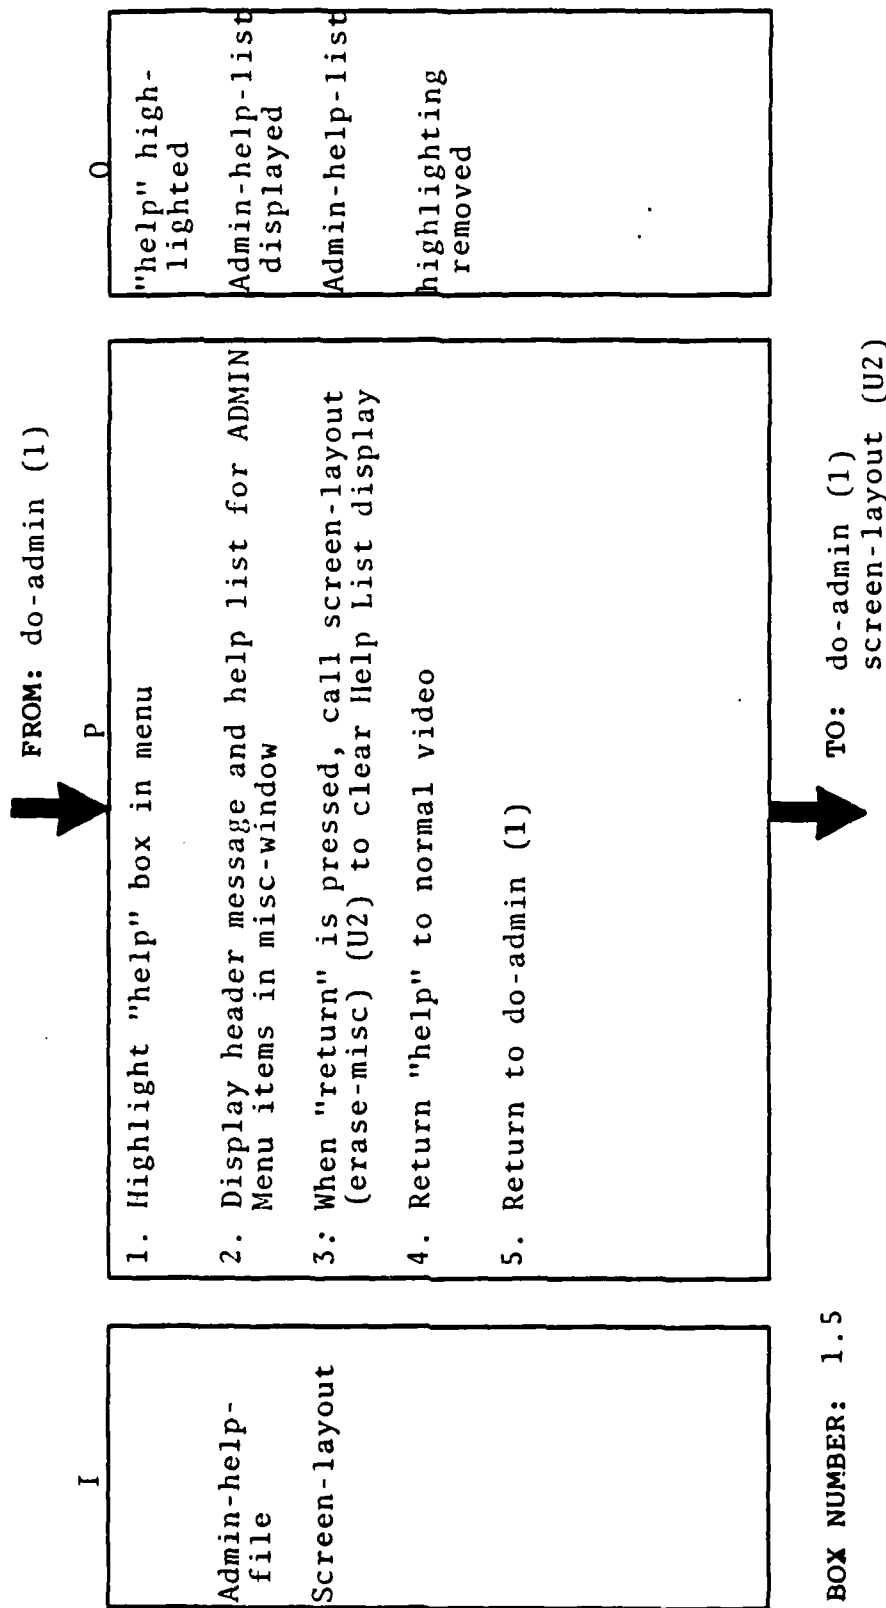 FROM: do-admin (1)
I
Admin-help-
file
Screen-layout
P
1. Highlight "help" box in menu
2. Display header message and help list for ADMIN
Menu items in misc-window
3. When "return" is pressed, call screen-layout
(erase-misc) (U2) to clear Help List display
4. Return "help" to normal video
5. Return to do-admin (1)
O
"help" high-
lighted
Admin-help-list
displayed
Admin-help-list
highlighting
removed
BOX NUMBER: 1.5
TO: do-admin (1)
screen-layout (U2)